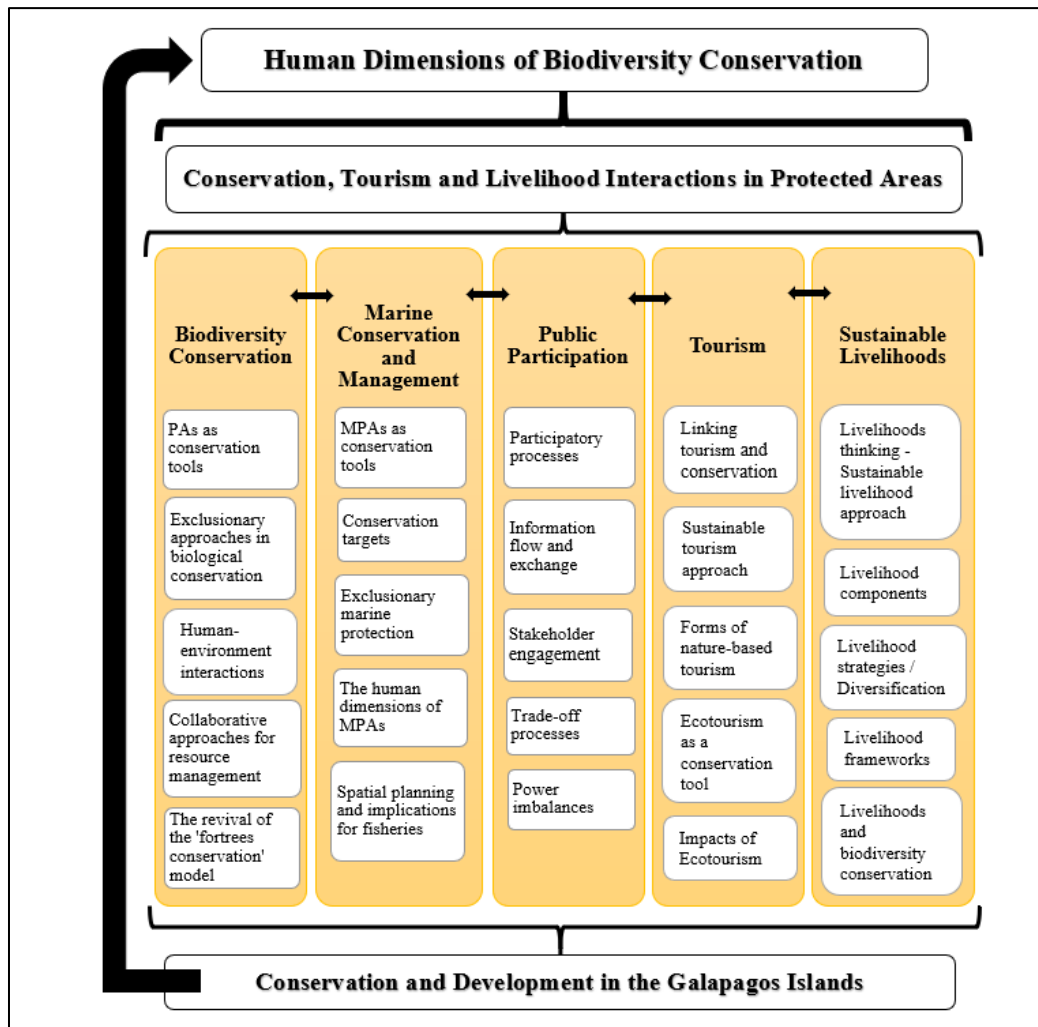 Human Dimensions of Biodiversity Conservation
Conservation, Tourism and Livelihood Interactions in Protected Areas
Biodiversity
Conservation
PAs as
conservation
tools
Exclusionary
approaches in
biological
conservation
Human-
environment
interactions
Collaborative
approaches for
resource
management
The revival of
the 'fortrees
conservation'
model
Marine
Conservation
and
Management
MPAs as
conservation
tools
Conservation
targets
Exclusionary
marine
protection
The human
dimensions of
MPAs
Spatial planning
and implications
for fisheries
Public
Participation
Participatory
processes
Information
flow and
exchange
Stakeholder
engagement
Trade-off
processes
Power
imbalances
Tourism
Linking
tourism and
conservation
Sustainable
tourism
approach
Forms of
nature-based
tourism
Ecotourism
as a
conservation
tool
Impacts of
Ecotourism
Sustainable
Livelihoods
Livelihoods
thinking -
Sustainable
livelihood
approach
Livelihood
components
Livelihood
strategies /
Diversification
Livelihood
frameworks
Livelihoods
and
biodiversity
conservation
Conservation and Development in the Galapagos Islands